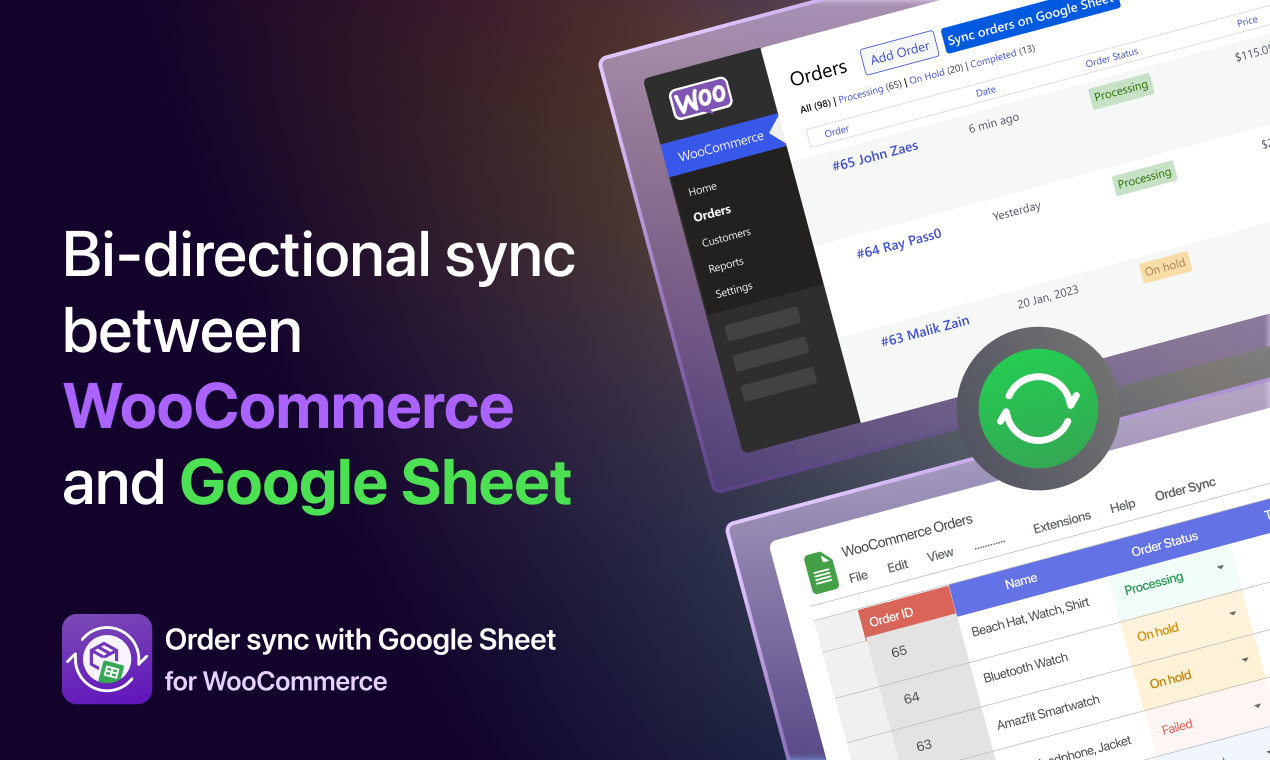 Bi-directional sync
between
WooCommerce
and Google Sheet
Order sync with Google Sheet
for WooCommerce
Woo
WooCommerce
Home
Orders
Customers
Reports
Settings
Orders Add Order Sync orders on Google Sheet
All (98) | Processing (65) | On Hold (20) | Completed (13)
Order Date Order Status Price
#65 John Zaes 6 min ago Processing
#64 Ray Pass0 Yesterday Processing
#63 Malik Zain 20 Jan, 2023 On hold
WooCommerce Orders
File Edit View ............ Extensions Help Order Sync
Order ID Name Order Status
65 Beach Hat, Watch, Shirt Processing
64 Bluetooth Watch On hold
63 Amazfit Smartwatch On hold
Jacket Failed